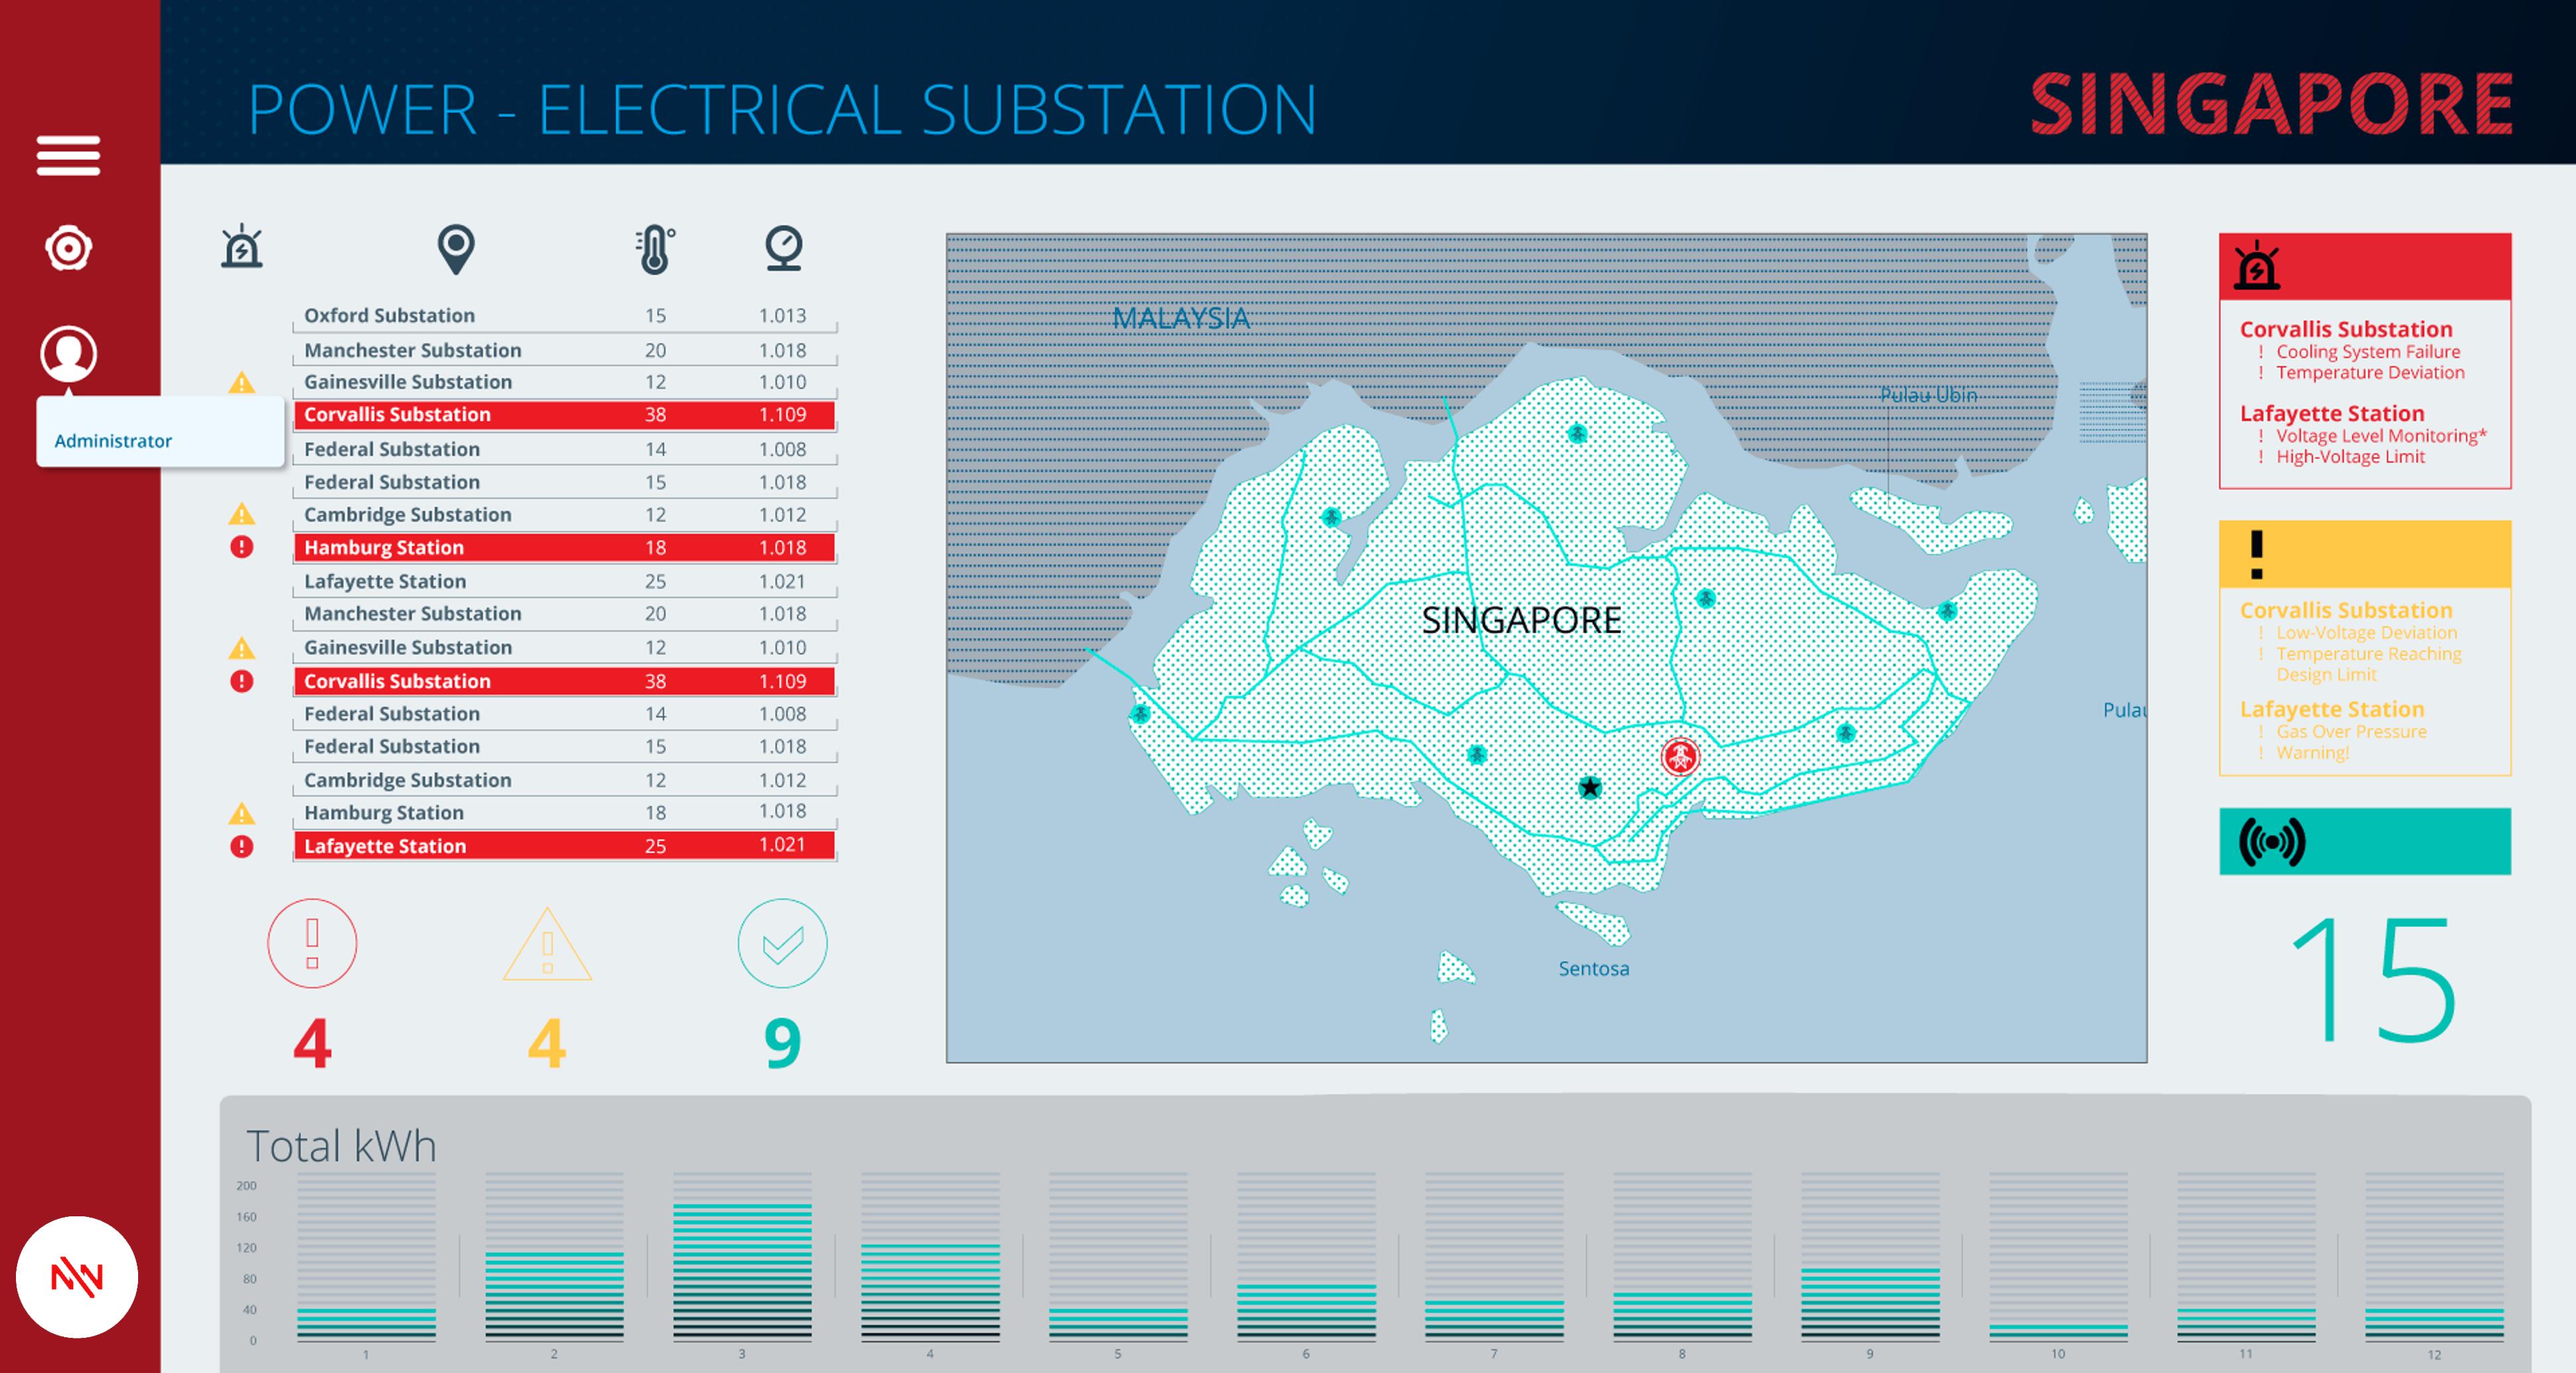 POWER - ELECTRICAL SUBSTATION
SINGAPORE
Administrator
Oxford Substation 15 1.013
Manchester Substation 20 1.018
Gainesville Substation 12 1.010
Corvallis Substation 38 1.109
Federal Substation 14 1.008
Federal Substation 15 1.018
Cambridge Substation 12 1.012
Hamburg Station 18 1.018
Lafayette Station 25 1.021
Manchester Substation 20 1.018
Gainesville Substation 12 1.010
Corvallis Substation 38 1.109
Federal Substation 14 1.008
Federal Substation 15 1.018
Cambridge Substation 12 1.012
Hamburg Station 18 1.018
Lafayette Station 25 1.021
4 4 9
MALAYSIA
Pulau Ubin
SINGAPORE
Pulau
Sentosa
Corvallis Substation
! Cooling System Failure
! Temperature Deviation
Lafayette Station
! Voltage Level Monitoring*
! High-Voltage Limit
!
Corvallis Substation
! Low-Voltage Deviation
! Temperature Reaching
Design Limit
Lafayette Station
! Gas Over Pressure
! Warning!
15
Total kWh
200
160
120
80
40
0
1 2 3 4 5 6 7 8 9 10 11 12